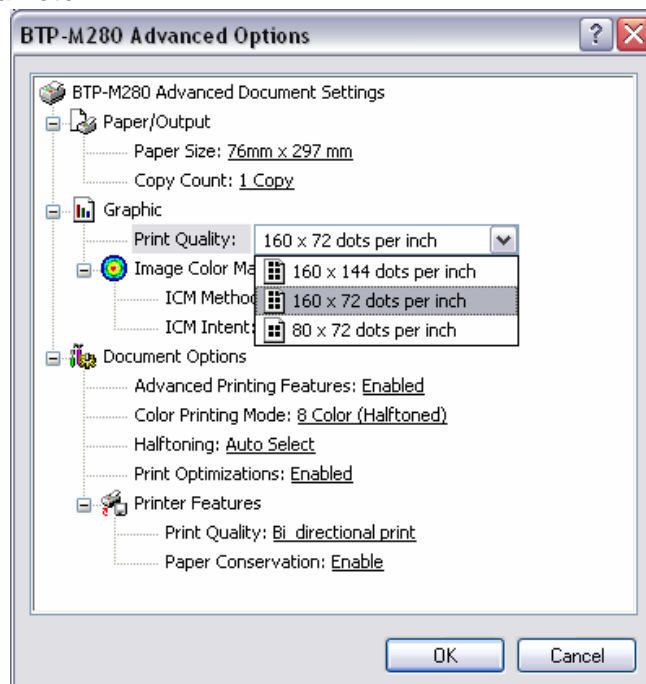 BTP-M280 Advanced Options
BTP-M280 Advanced Document Settings
Paper/Output
Paper Size: 76mm x 297 mm
Copy Count: 1 Copy
Graphic
Print Quality: 160 x 72 dots per inch
Image Color Ma
160 x 144 dots per inch
ICM Method
160 x 72 dots per inch
ICM Intent:
80 x 72 dots per inch
Document Options
Advanced Printing Features: Enabled
Color Printing Mode: 8 Color (Halftoned)
Halftoning: Auto Select
Print Optimizations: Enabled
Printer Features
Print Quality: Bi directional print
Paper Conservation: Enable
OK
Cancel